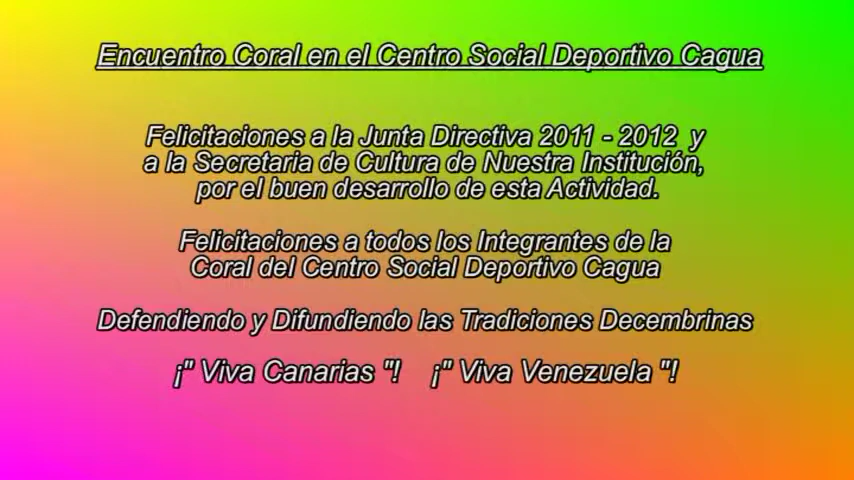 Encuentro Coral en el Centro Social Deportivo Cagua
Felicitaciones a la Junta Directiva 2011 - 2012 y
a la Secretaria de Cultura de Nuestra Institución,
por el buen desarrollo de esta Actividad.
Felicitaciones a todos los Integrantes de la
Coral del Centro Social Deportivo Cagua
Defendiendo y Difundiendo las Tradiciones Decembrinas
¡" Viva Canarias "! ¡" Viva Venezuela "!